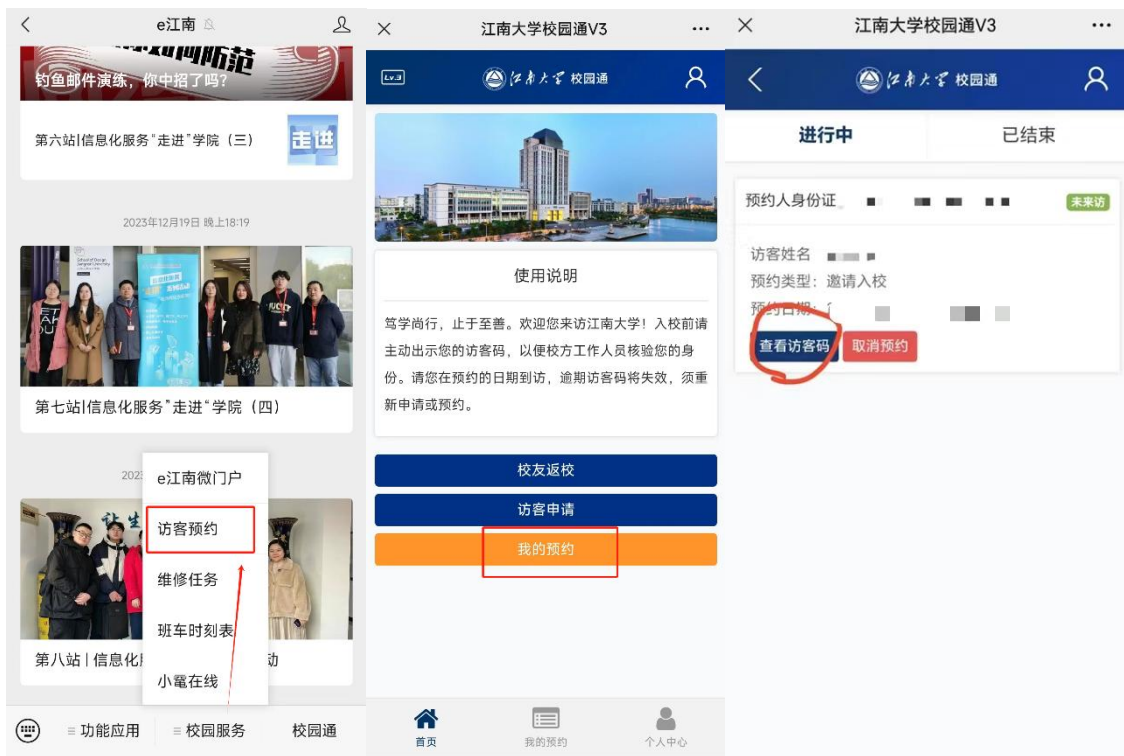 e江南
如何防范
钓鱼邮件演练，你中招了吗？
第六站|信息化服务"走进"学院（三）
走进
2023年12月19日 晚上18:19
第七站|信息化服务"走进"学院（四）
202
e江南微门户
访客预约
维修任务
班车时刻表
小鼋在线
让生
第八站 | 信息化
动
功能应用
校园服务
校园通
江南大学校园通V3
Lv.3
江南大学 校园通
使用说明
笃学尚行，止于至善。欢迎您来访江南大学！入校前请
主动出示您的访客码，以便校方工作人员核验您的身
份。请您在预约的日期到访，逾期访客码将失效，须重
新申请或预约。
校友返校
访客申请
我的预约
首页
我的预约
个人中心
江南大学校园通V3
江南大学 校园通
进行中
已结束
预约人身份证
未来访
访客姓名
预约类型：邀请入校
预约日期：
查看访客码
取消预约